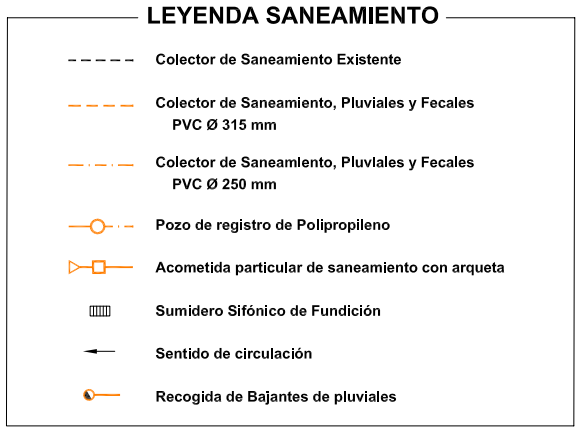 LEYENDA SANEAMIENTO
Colector de Saneamiento Existente
Colector de Saneamiento, Pluviales y Fecales
PVC Ø 315 mm
Colector de Saneamiento, Pluviales y Fecales
PVC Ø 250 mm
Pozo de registro de Polipropileno
Acometida particular de saneamiento con arqueta
Sumidero Sifónico de Fundición
Sentido de circulación
Recogida de Bajantes de pluviales